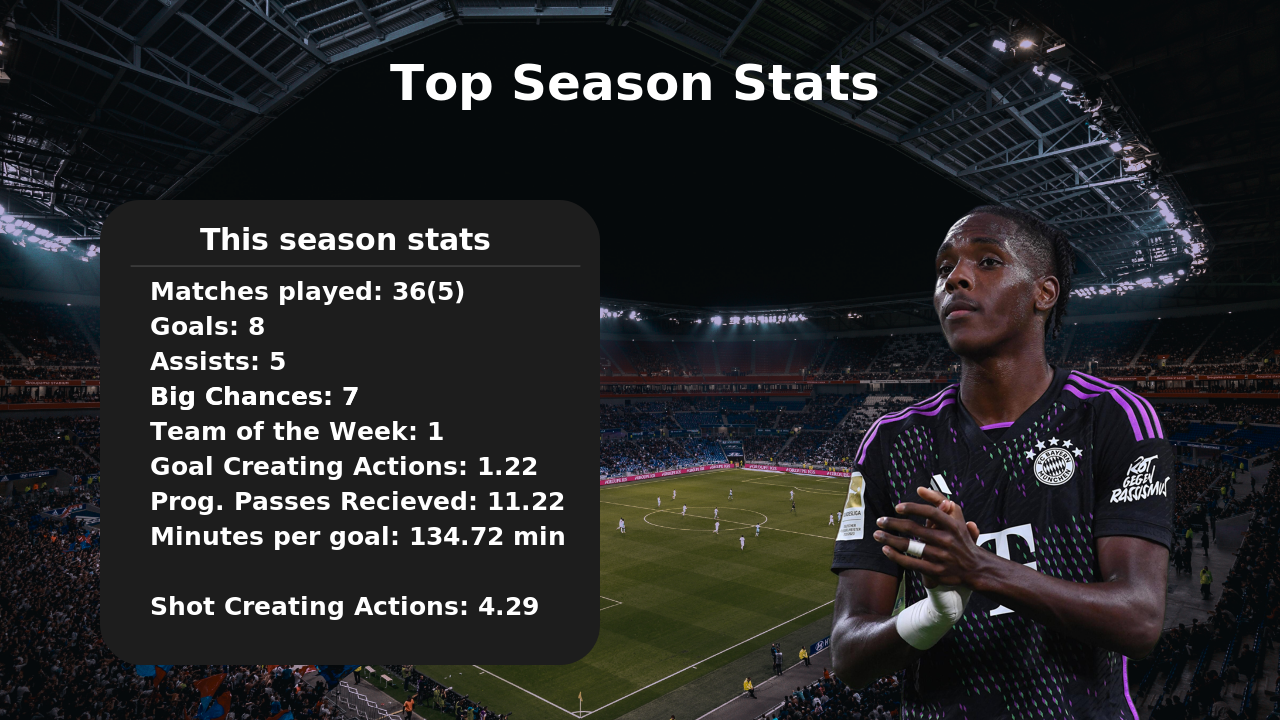 Top Season Stats
This season stats
Matches played: 36(5)
Goals: 8
Assists: 5
Big Chances: 7
Team of the Week: 1
Goal Creating Actions: 1.22
Prog. Passes Recieved: 11.22
Minutes per goal: 134.72 min
Shot Creating Actions: 4.29
BAYERN
MÜNCHEN
ROT
GEGEN
RASSISMUS
T